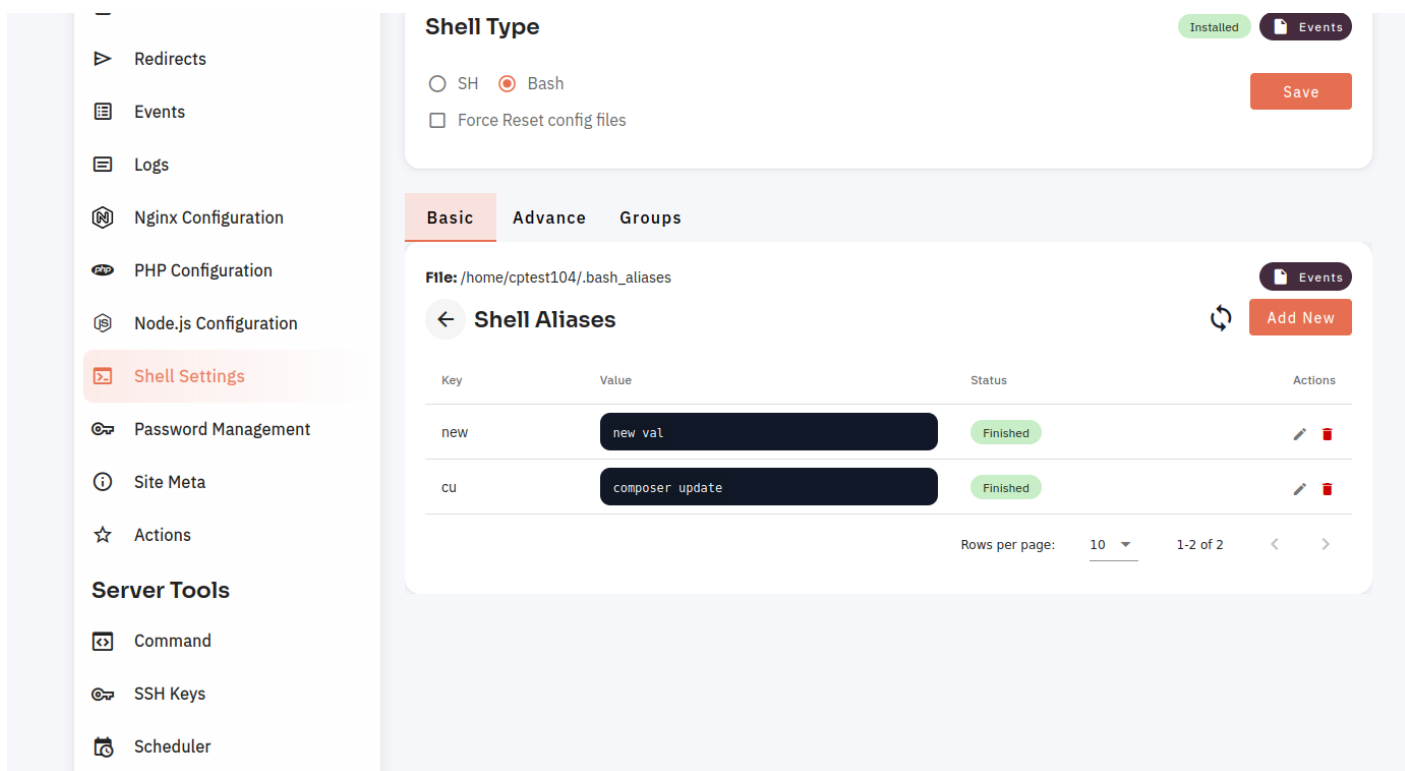 Redirects
Events
Logs
Nginx Configuration
PHP Configuration
Node.js Configuration
Shell Settings
Password Management
Site Meta
Actions
Server Tools
Command
SSH Keys
Scheduler
Shell Type
Installed
Events
SH
Bash
Save
Force Reset config files
Basic Advance Groups
File: /home/cptest104/.bash_aliases
Events
Shell Aliases
Add New
Key Value Status Actions
new new val Finished
cu composer update Finished
Rows per page: 10 1-2 of 2